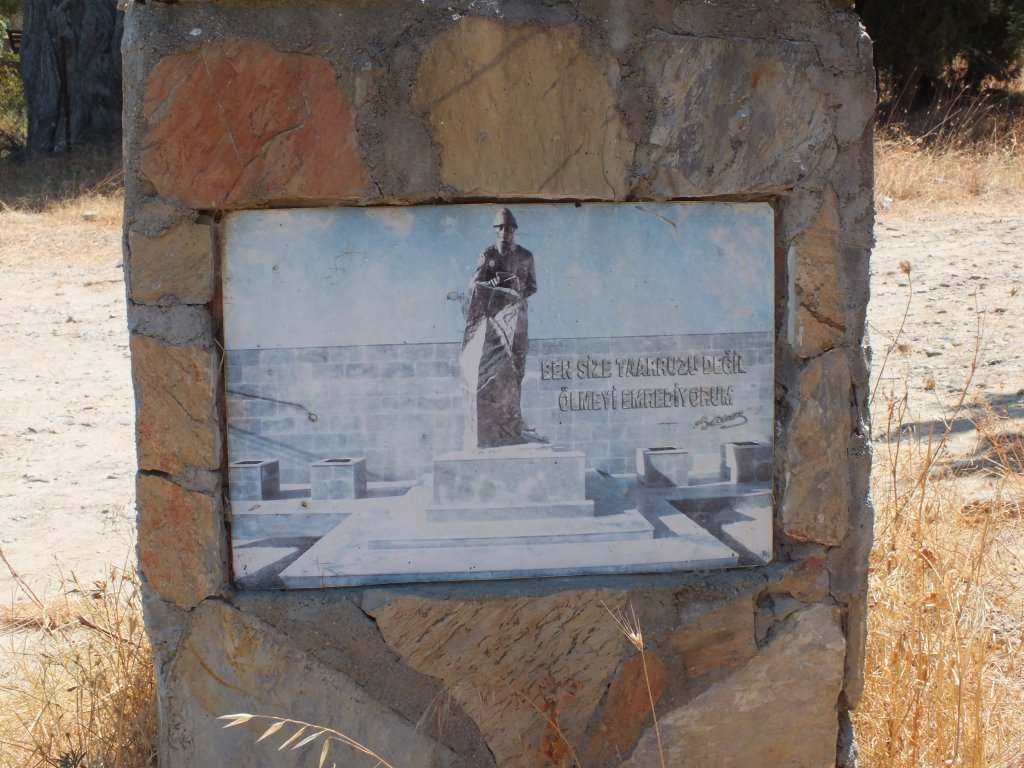 BEN SİZE TAARRUZU DEĞİL
ÖLMEYİ EMREDİYORUM